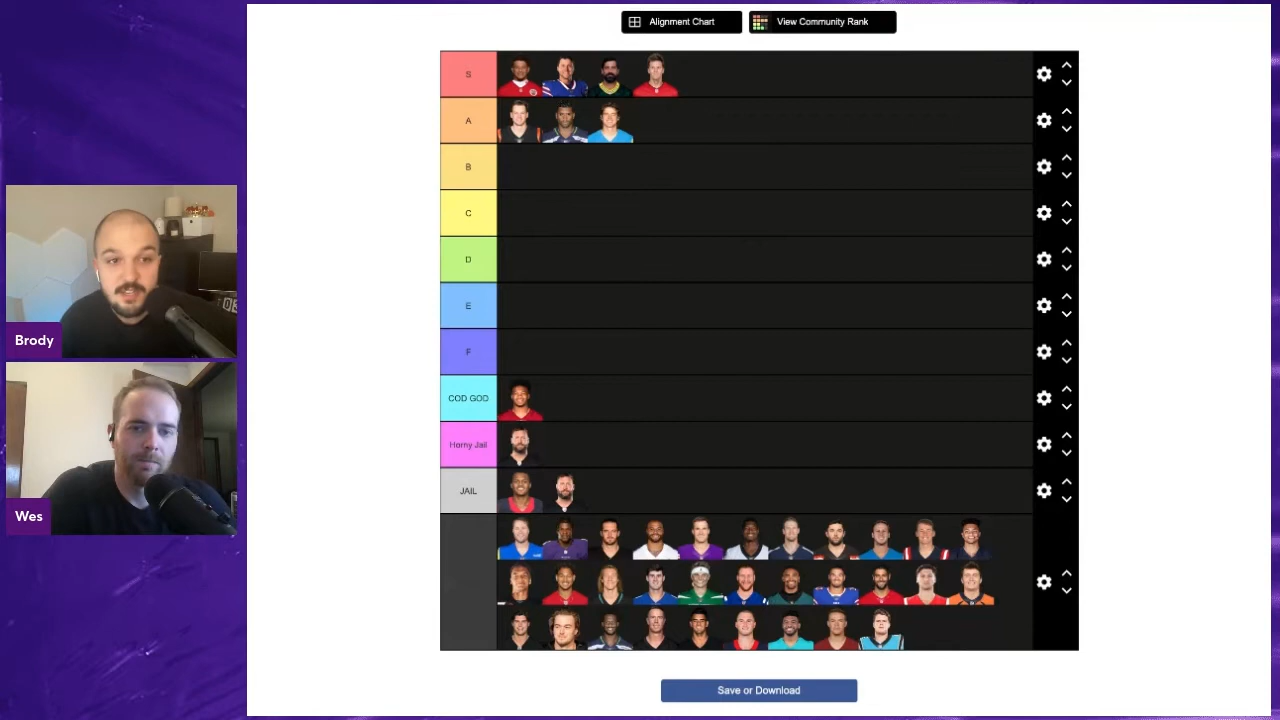 Alignment Chart
View Community Rank
S
A
B
C
D
E
F
COD GOD
Horny Jail
JAIL
Save or Download
Brody
Wes